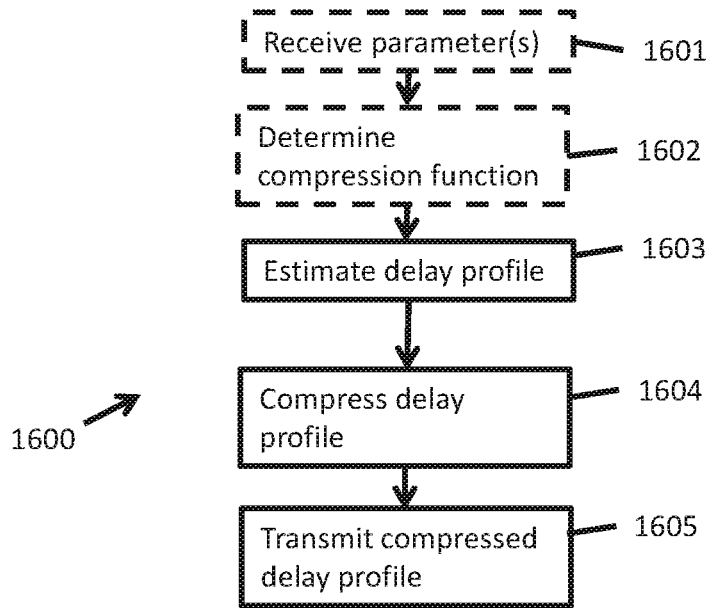 Receive parameter(s)
1601
Determine
compression function
1602
Estimate delay profile
1603
Compress delay
profile
1604
1600
Transmit compressed
delay profile
1605